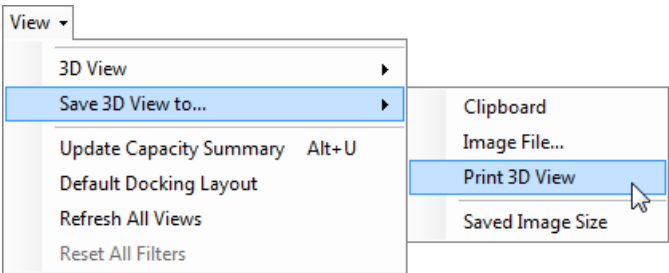 View
3D View
Save 3D View to...
Update Capacity Summary Alt+U
Default Docking Layout
Refresh All Views
Reset All Filters
Clipboard
Image File...
Print 3D View
Saved Image Size